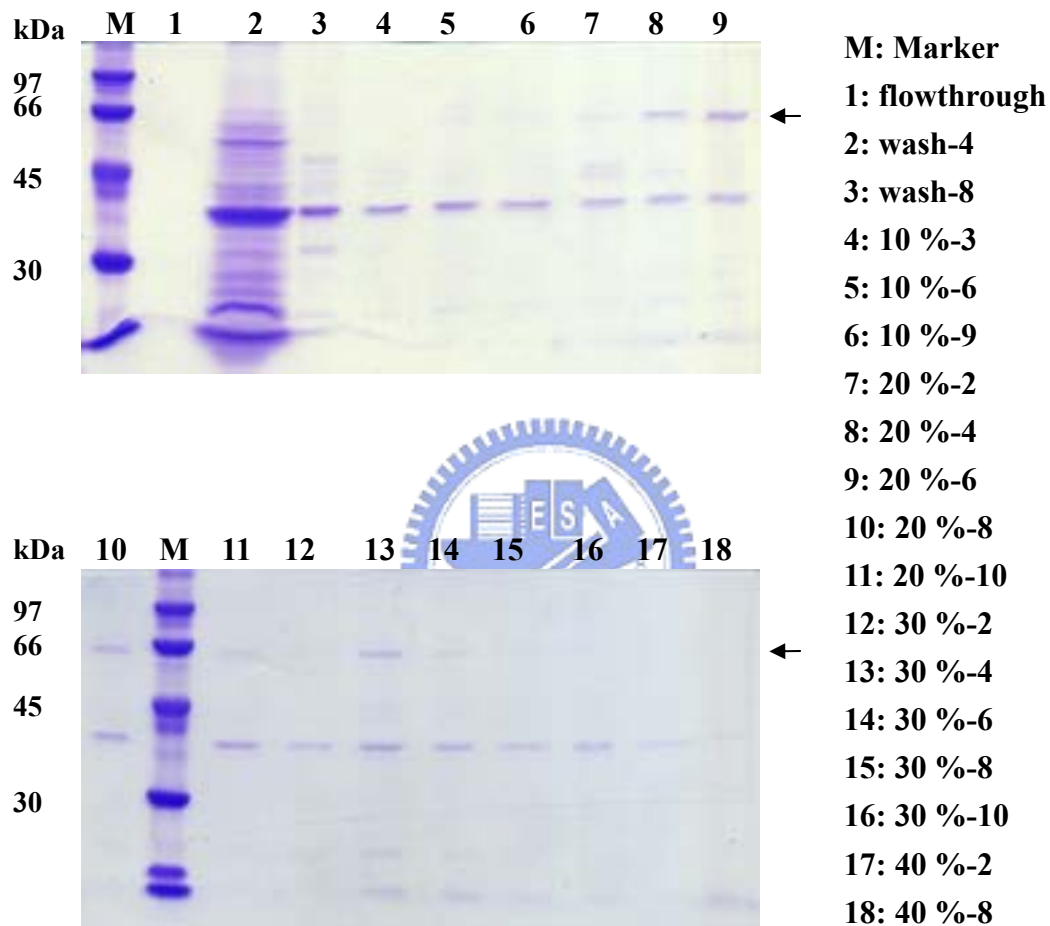 kDa M 1 2 3 4 5 6 7 8 9
97
66
45
30
M: Marker
1: flowthrough
2: wash-4
3: wash-8
4: 10 %-3
5: 10 %-6
6: 10 %-9
7: 20 %-2
8: 20 %-4
9: 20 %-6
10: 20 %-8
11: 20 %-10
12: 30 %-2
13: 30 %-4
14: 30 %-6
15: 30 %-8
16: 30 %-10
17: 40 %-2
18: 40 %-8
E S A
kDa 10 M 11 12 13 14 15 16 17 18
97
66
45
30